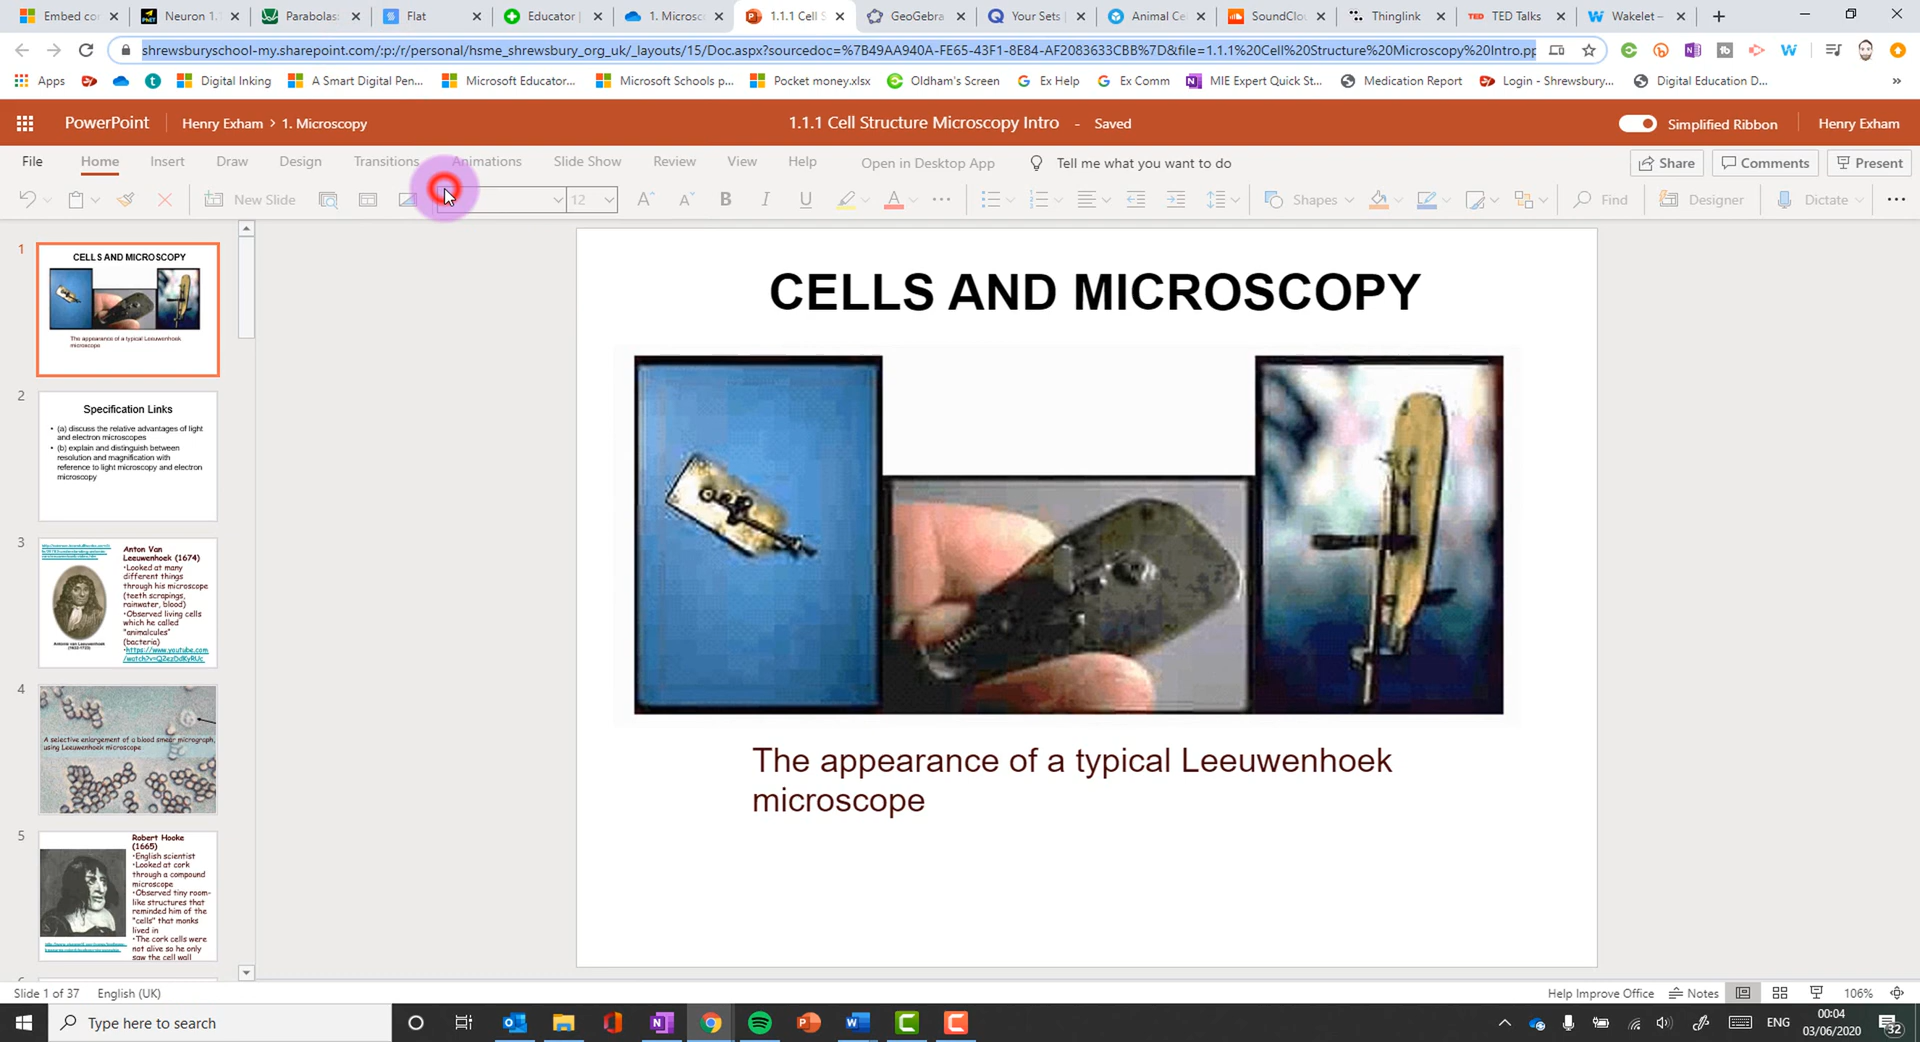 Embed co
Neuron 1.
Parabolas
Flat
Educator
1. Microsc
1.1.1 Cell S
GeoGebra
Your Sets
Animal Ce
SoundClo
Thinglink
TED Talks
Wakelet –
shrewsburyschool-my.sharepoint.com/:p:/r/personal/hsme_shrewsbury_org_uk/_layouts/15/Doc.aspx?sourcedoc=%7B49AA940A-FE65-43F1-8E84-AF2083633CBB%7D&file=1.1.1%20Cell%20Structure%20Microscopy%20Intro.pp
Apps
Digital Inking
A Smart Digital Pen...
Microsoft Educator...
Microsoft Schools p...
Pocket money.xlsx
Oldham's Screen
Ex Help
Ex Comm
MIE Expert Quick St...
Medication Report
Login - Shrewsbury...
Digital Education D...
PowerPoint
Henry Exham > 1. Microscopy
1.1.1 Cell Structure Microscopy Intro - Saved
Simplified Ribbon
Henry Exham
File Home Insert Draw Design Transitions Animations Slide Show Review View Help Open in Desktop App Tell me what you want to do
Share Comments Present
New Slide 12 B I U A Shapes Find Designer Dictate
1
CELLS AND MICROSCOPY
The appearance of a typical Leeuwenhoek
microscope
2
Specification Links
• (a) discuss the relative advantages of light
and electron microscopes
• (b) explain and distinguish between
resolution and magnification with
reference to light microscopy and electron
microscopy
3
Anton Van
Leeuwenhoek (1674)
•Looked at many
different things
through his microscope
(teeth scrapings,
rainwater, blood)
•Observed living cells
which he called
"animalcules"
(bacteria)
•https://www.youtube.com
4
A selective enlargement of a blood smear micrograph,
using Leeuwenhoek microscope
5
Robert Hooke
(1665)
•English scientist
•Looked at cork
through a compound
microscope
•Observed tiny room-
like structures that
reminded him of the
"cells" that monks
lived in
•The cork cells were
not alive so he only
saw the cell wall
CELLS AND MICROSCOPY
The appearance of a typical Leeuwenhoek
microscope
Slide 1 of 37 English (UK)
Help Improve Office Notes 106%
Type here to search
ENG
00:04
03/06/2020
32